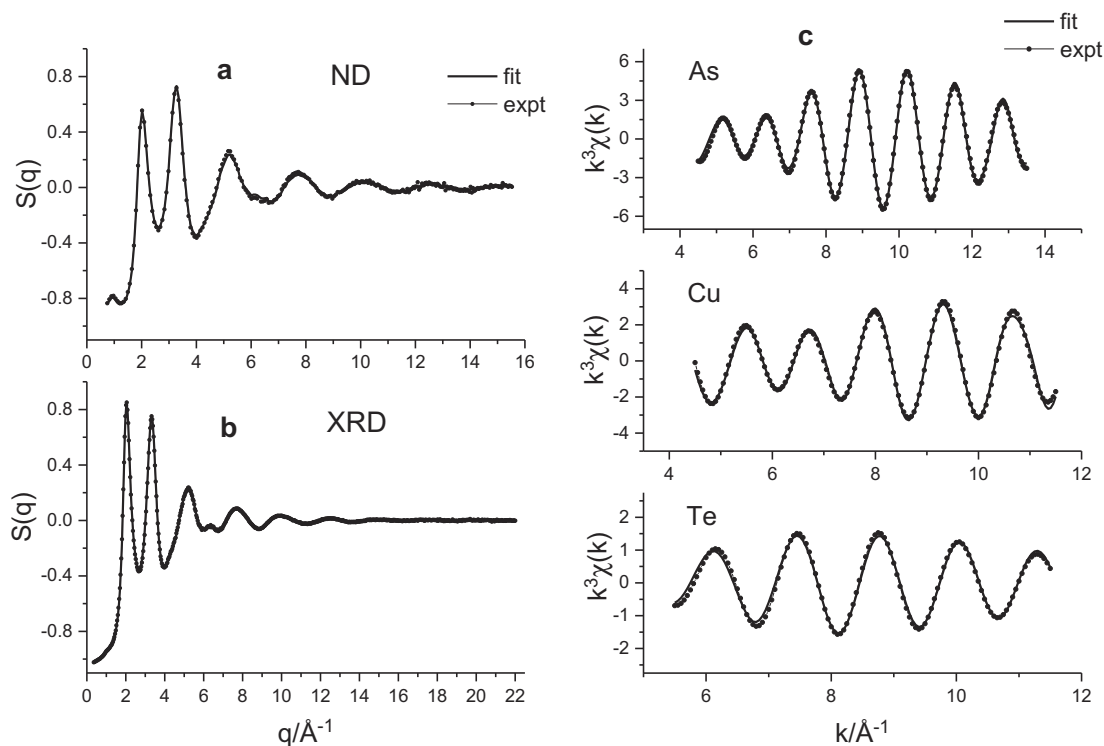 a
ND
fit
expt
0.8
0.4
0.0
-0.4
-0.8
S(q)
0 2 4 6 8 10 12 14 16
b
XRD
0.8
0.4
0.0
-0.4
-0.8
S(q)
0 2 4 6 8 10 12 14 16 18 20 22
q/Å⁻¹
c
fit
expt
As
6
3
0
-3
-6
k³χ(k)
4 6 8 10 12 14
Cu
4
2
0
-2
-4
k³χ(k)
4 6 8 10 12
Te
2
1
0
-1
-2
k³χ(k)
6 8 10 12
k/Å⁻¹